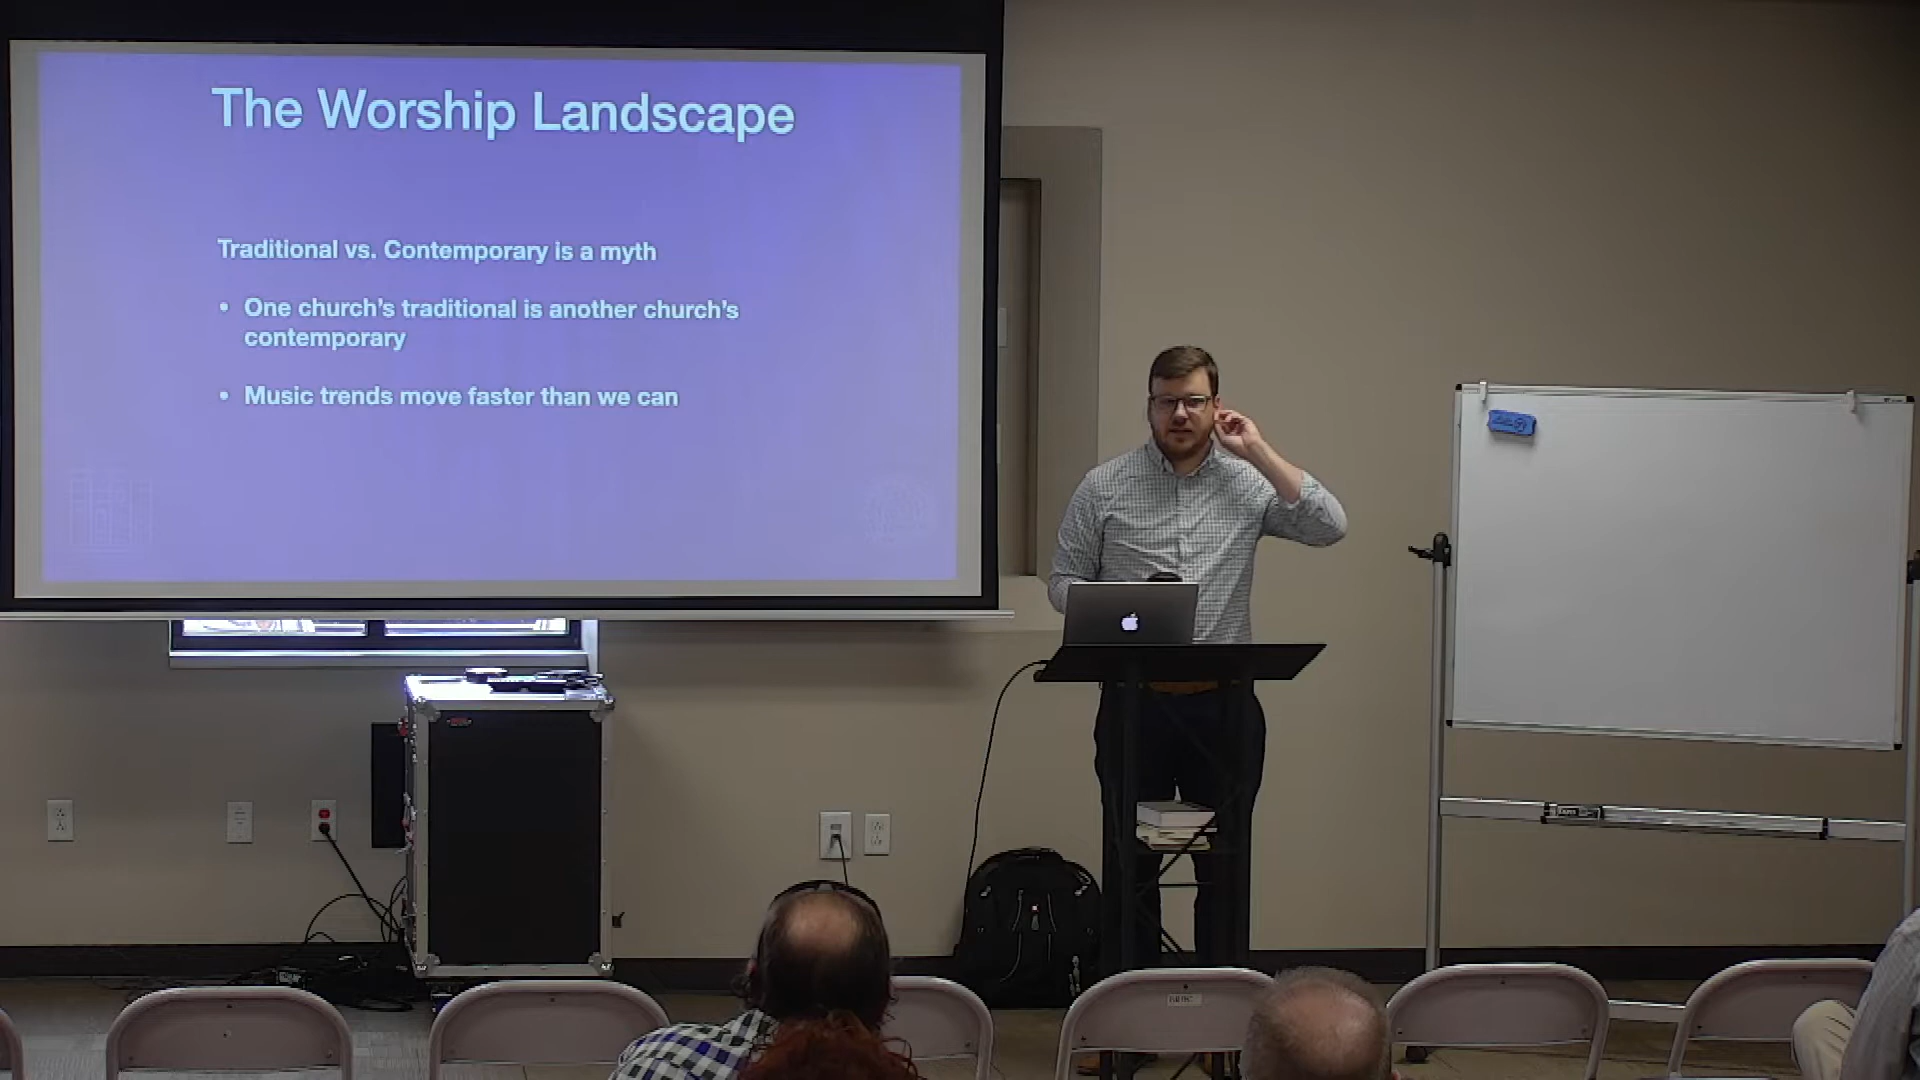 The Worship Landscape
Traditional vs. Contemporary is a myth
• One church's traditional is another church's
contemporary
• Music trends move faster than we can